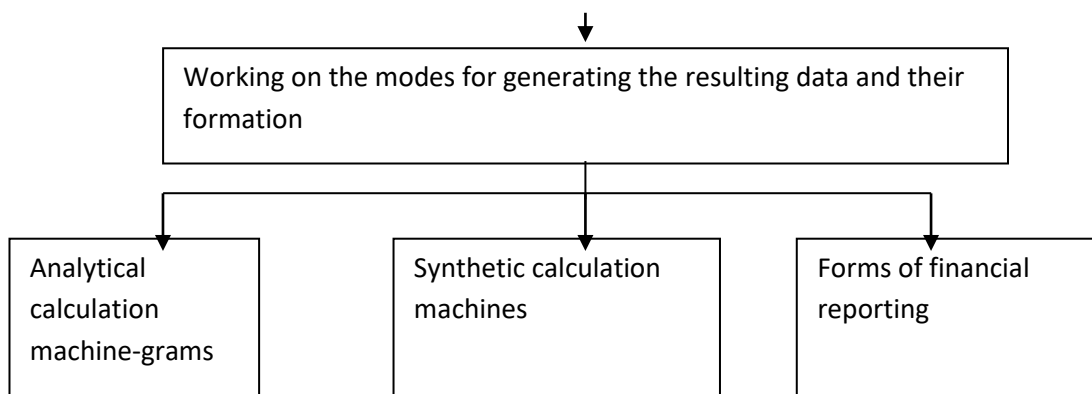 Working on the modes for generating the resulting data and their
formation
Analytical
calculation
machine-grams
Synthetic calculation
machines
Forms of financial
reporting